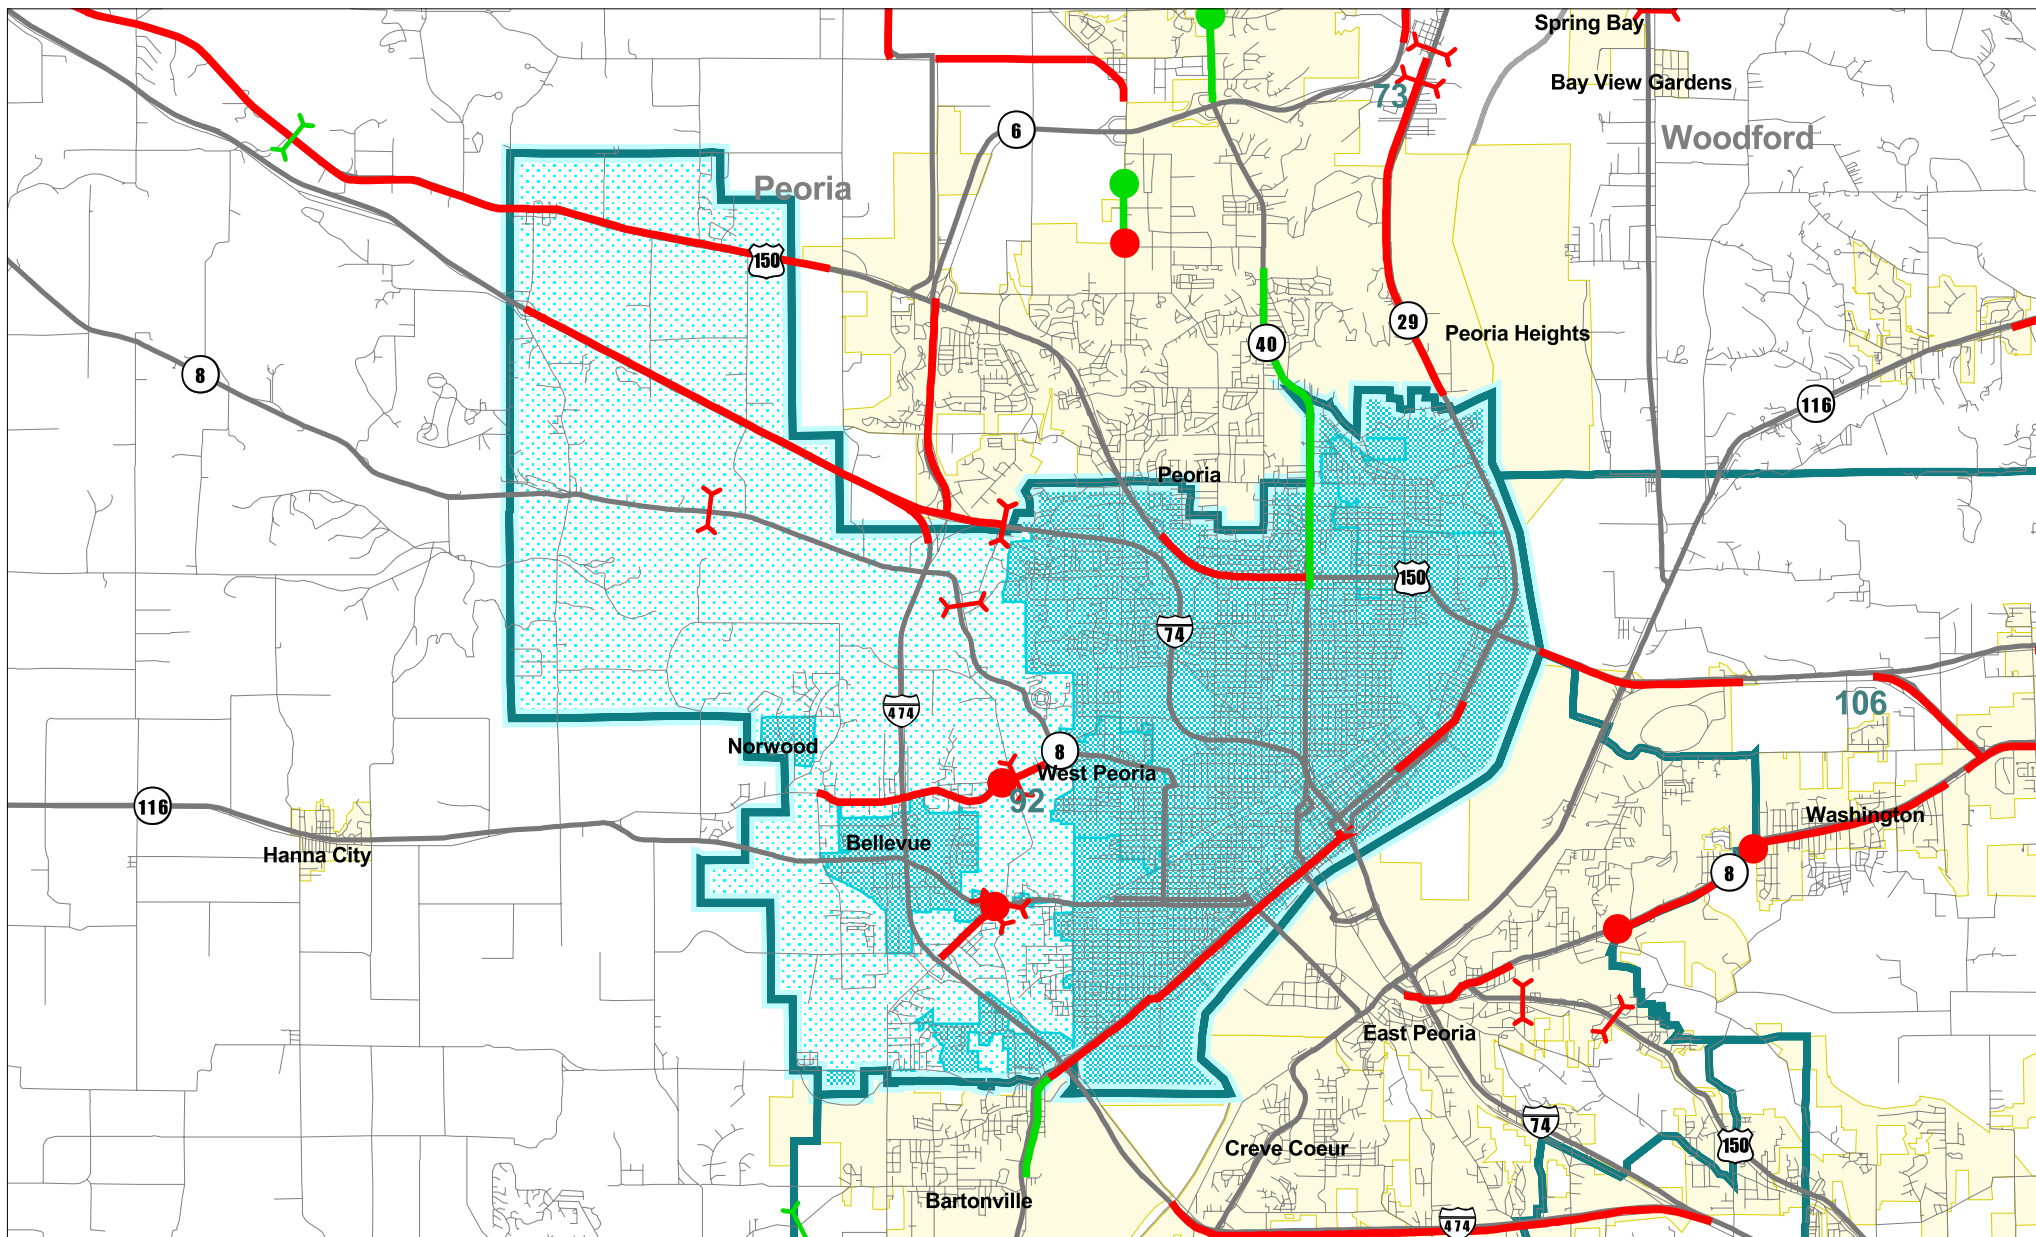 Spring Bay
Bay View Gardens
73
6
Woodford
Peoria
150
29
Peoria Heights
40
8
116
Peoria
150
74
106
474
Norwood
8
West Peoria
92
116
Washington
Bellevue
Hanna City
8
East Peoria
74
150
Creve Coeur
Bartonville
474